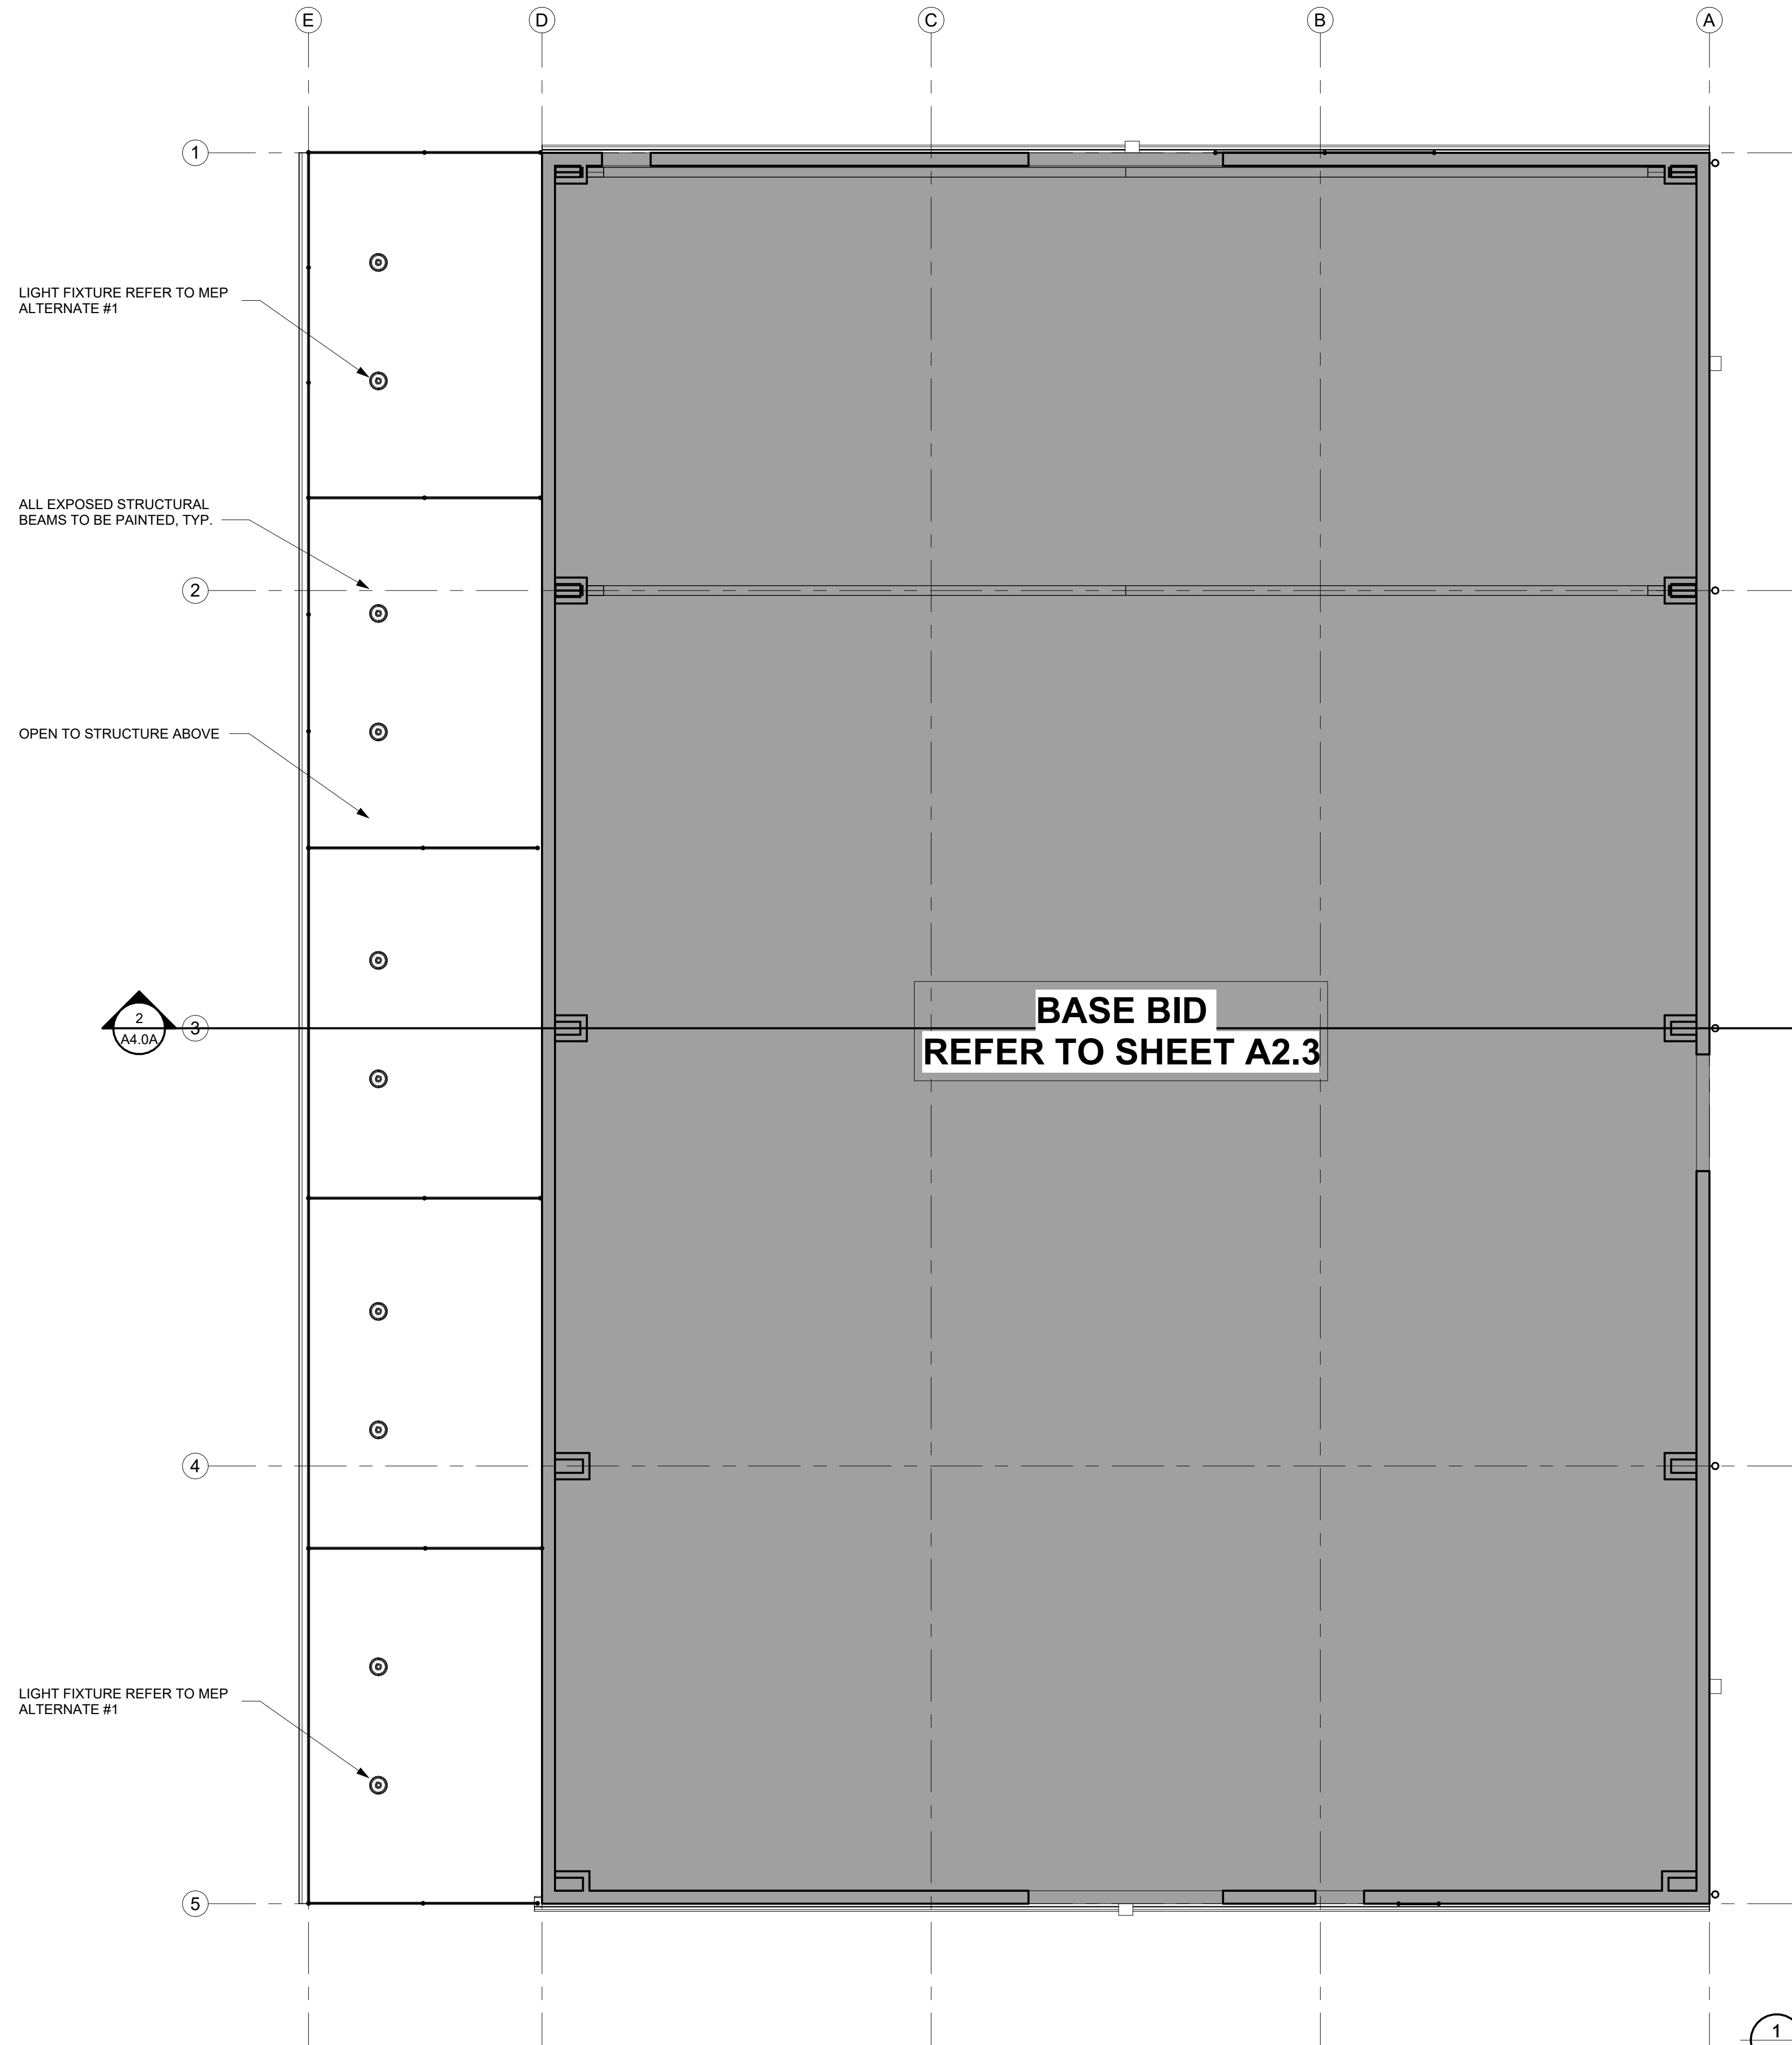 E
D
C
B
A
1
LIGHT FIXTURE REFER TO MEP
ALTERNATE #1
ALL EXPOSED STRUCTURAL
BEAMS TO BE PAINTED, TYP.
2
OPEN TO STRUCTURE ABOVE
2
A4.0A
3
BASE BID
REFER TO SHEET A2.3
4
LIGHT FIXTURE REFER TO MEP
ALTERNATE #1
5
1